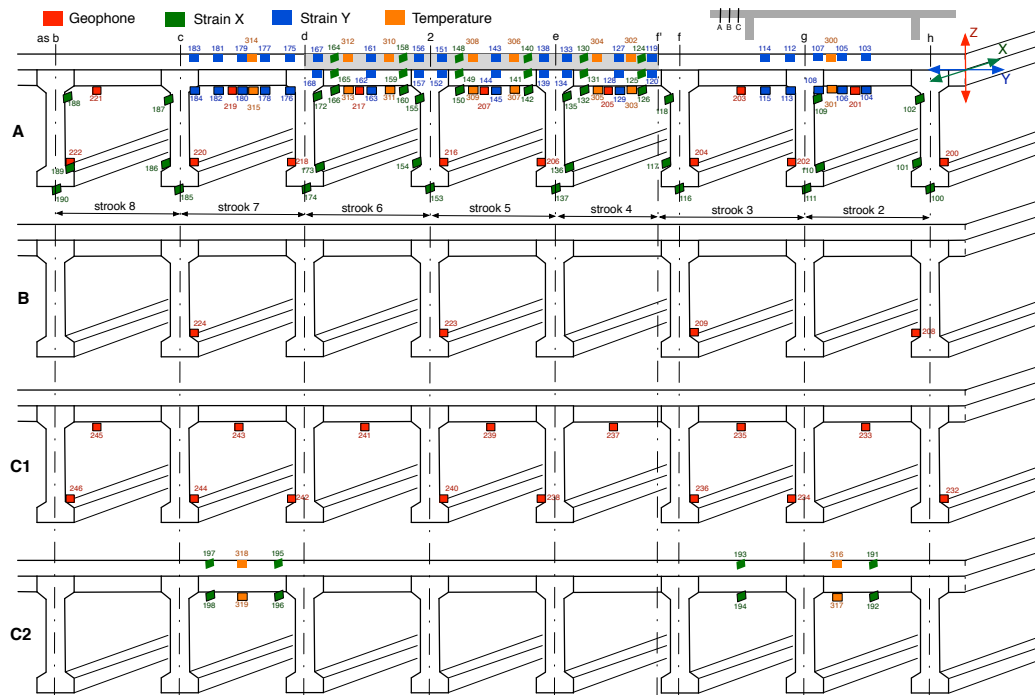 Geophone
Strain X
Strain Y
Temperature
A B C
Z
X
Y
as b
c
d
2
e
f'
f
g
h
314
312
310
308
306
304
302
300
183 181 179 177 175
167 164 161 158 156
151 148 143 140 138
133 130 127 124 119
114 112 107 105 103
168 165 162 159 157
152 149 144 141 139
134 131 128 125 120
108
221
184 182 180 178 176
219 315
172 166 313 217 163 311 160 155
150 309 207 145 307 142
135 132 305 205 129 303 126 118
203 115 113 109 301 106 201 104 102
188 187
A
222 189 186
220 218 173 154
216 206 136 117
204 202 110 101 200
190 185 174 153 137 116 111 100
strook 8
strook 7
strook 6
strook 5
strook 4
strook 3
strook 2
B
224
223
209
208
C1
245
243
241
239
237
235
233
246
244
242
240
238
236
234
232
C2
197 318 195
193
316 191
198 319 196
194
317 192